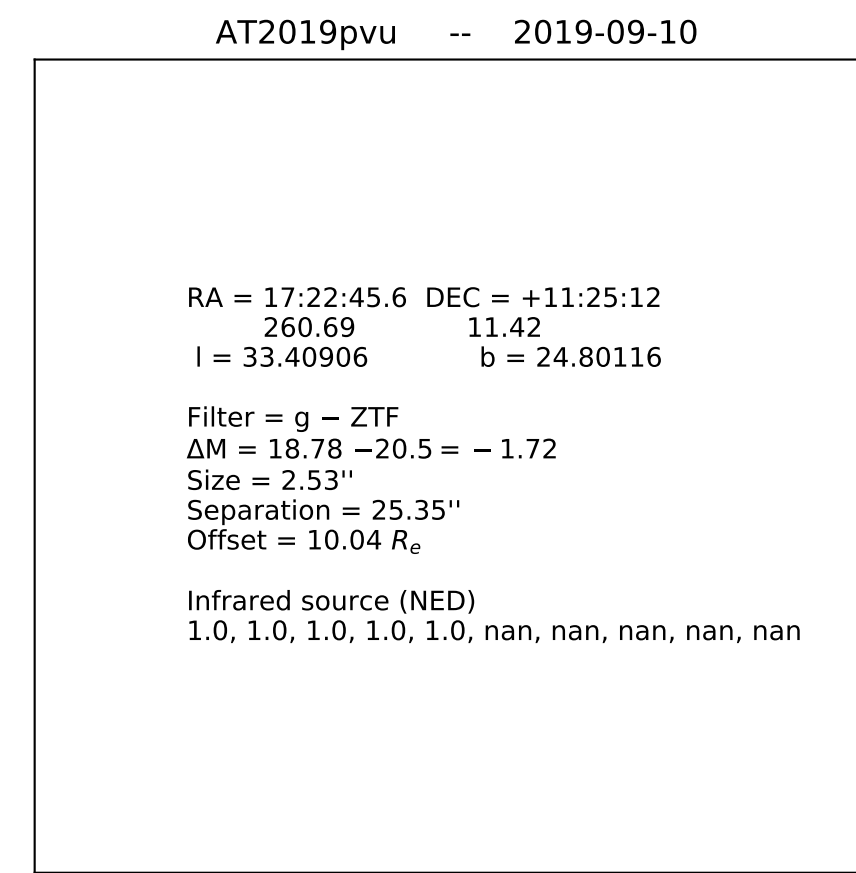 AT2019pvu -- 2019-09-10
RA = 17:22:45.6 DEC = +11:25:12
260.69 11.42
l = 33.40906 b = 24.80116
Filter = g − ZTF
ΔM = 18.78 −20.5 = − 1.72
Size = 2.53''
Separation = 25.35''
Offset = 10.04 Re
Infrared source (NED)
1.0, 1.0, 1.0, 1.0, 1.0, nan, nan, nan, nan, nan